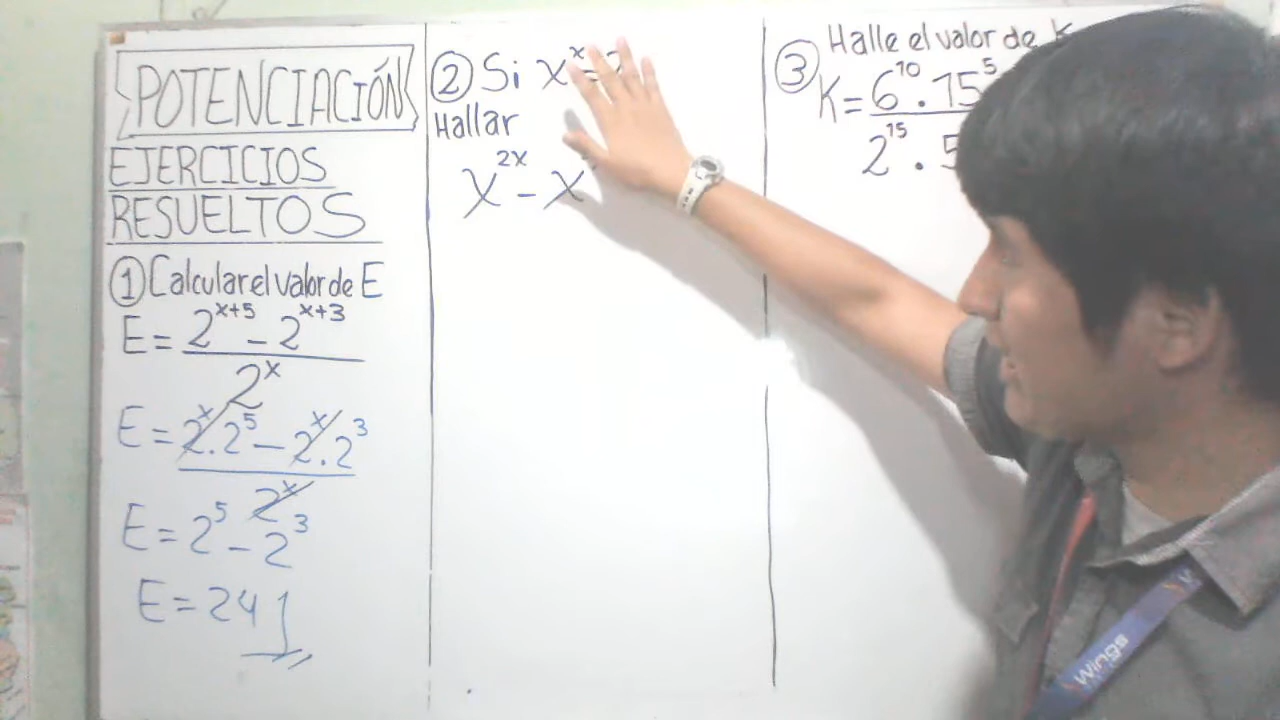 POTENCIACIÓN
EJERCICIOS
RESUELTOS
① Calcular el valor de E
E = 2^{x+5} - 2^{x+3}
2^x
E = 2^x . 2^5 - 2^x . 2^3
2^x
E = 2^5 - 2^3
E = 24
② Si x^x =
Hallar
x^{2x} - x
③ Halle el valor de K
K = 6^{10} . 15^5
2^{15} . 5
Wings